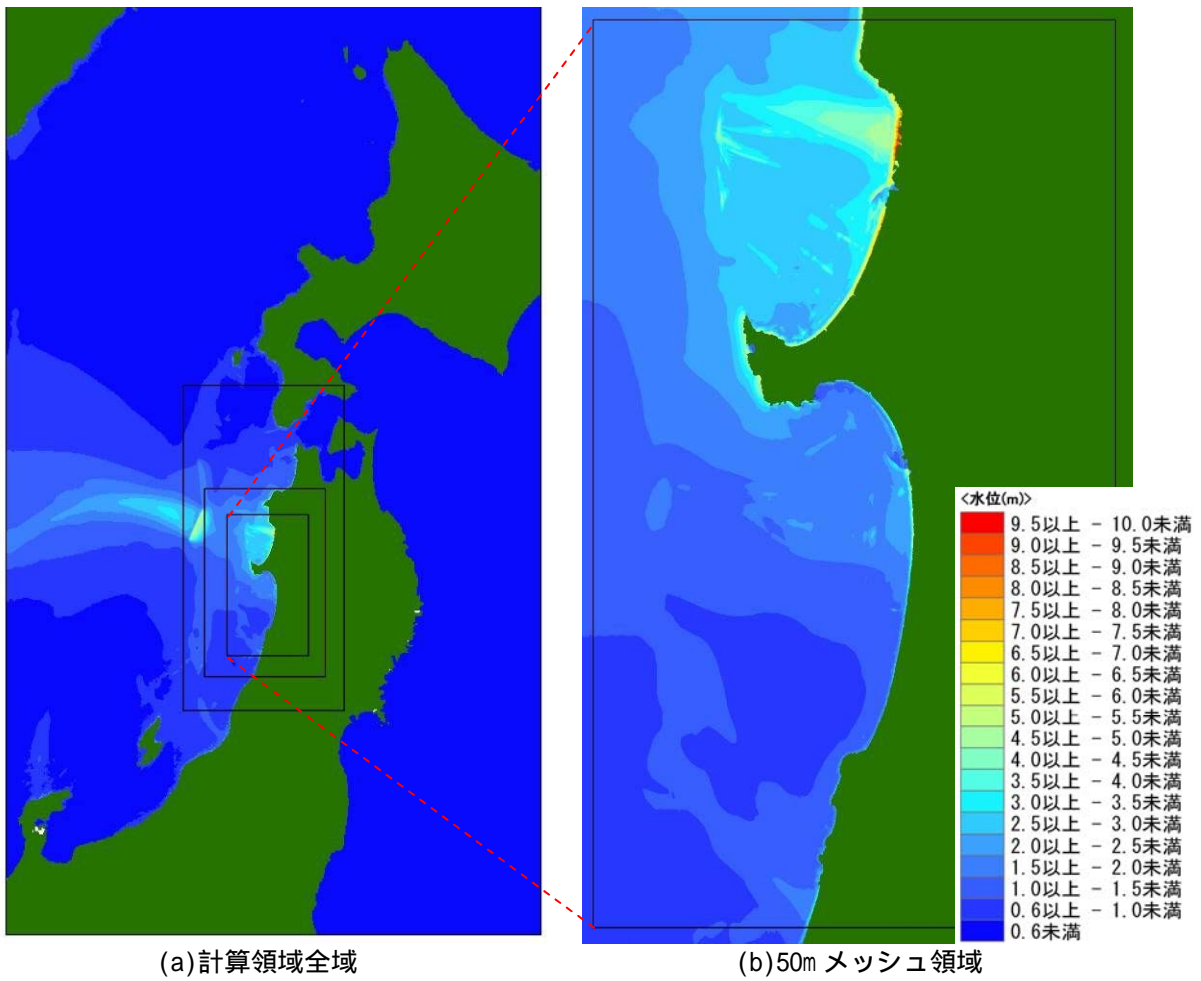 <水位(m)>
9.5以上 - 10.0未満
9.0以上 - 9.5未満
8.5以上 - 9.0未満
8.0以上 - 8.5未満
7.5以上 - 8.0未満
7.0以上 - 7.5未満
6.5以上 - 7.0未満
6.0以上 - 6.5未満
5.5以上 - 6.0未満
5.0以上 - 5.5未満
4.5以上 - 5.0未満
4.0以上 - 4.5未満
3.5以上 - 4.0未満
3.0以上 - 3.5未満
2.5以上 - 3.0未満
2.0以上 - 2.5未満
1.5以上 - 2.0未満
1.0以上 - 1.5未満
0.6以上 - 1.0未満
0.6未満
(a)計算領域全域
(b)50m メッシュ領域